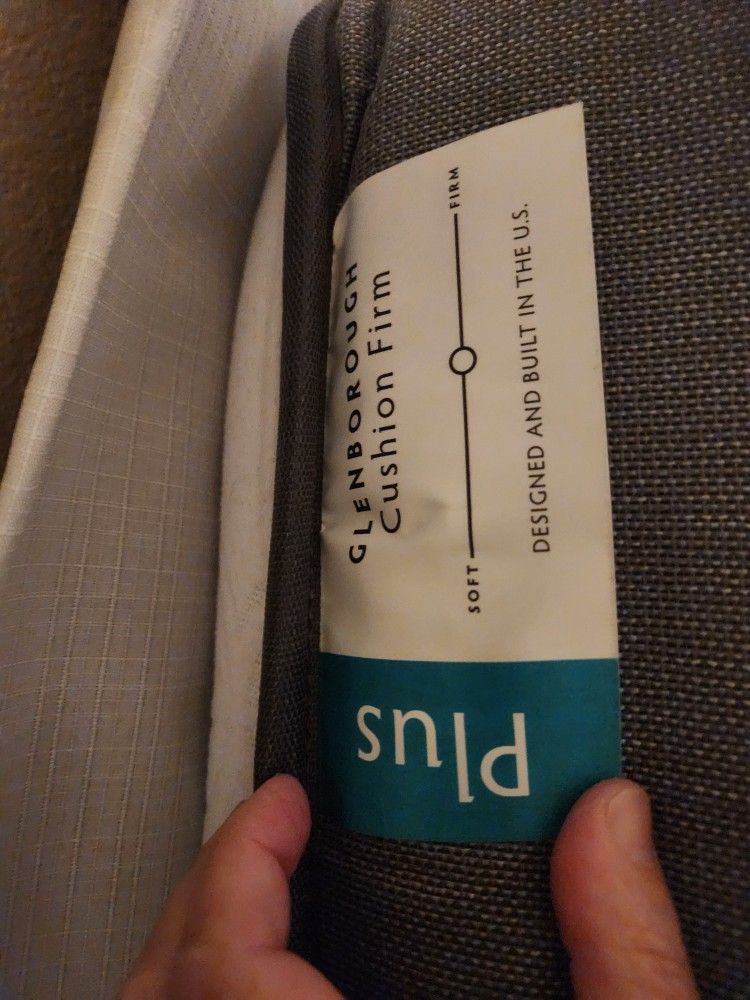 GLENBOROUGH
Cushion Firm
SOFT FIRM
DESIGNED AND BUILT IN THE U.S.
Plus